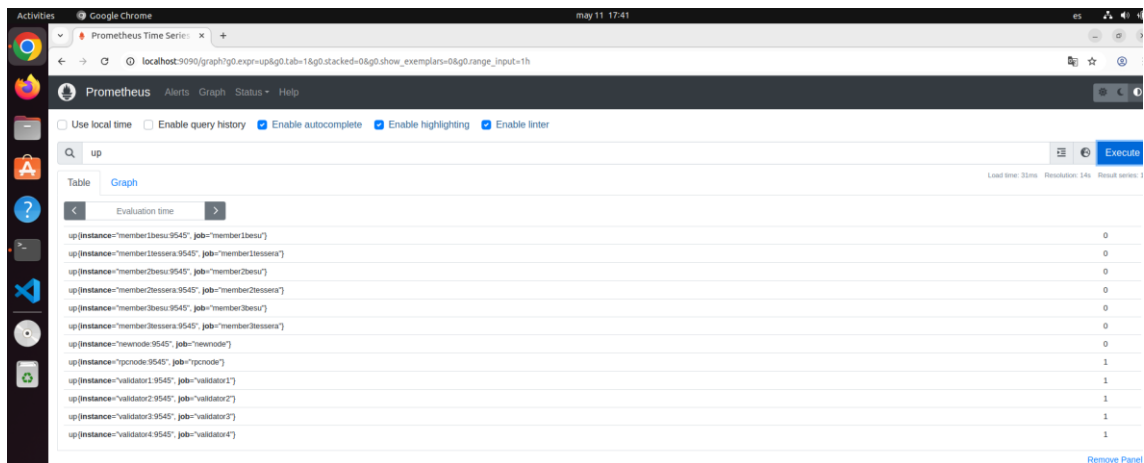 Activities Google Chrome may 11 17:41 es
Prometheus Time Series
localhost:9090/graph?g0.expr=up&g0.tab=1&g0.stacked=0&g0.show_exemplars=0&g0.range_input=1h
Prometheus Alerts Graph Status Help
Use local time Enable query history Enable autocomplete Enable highlighting Enable linter
up Execute
Table Graph Load time: 31ms Resolution: 14s Result series:
Evaluation time
up{instance="member1besu:9545", job="member1besu"} 0
up{instance="member1tessera:9545", job="member1tessera"} 0
up{instance="member2besu:9545", job="member2besu"} 0
up{instance="member2tessera:9545", job="member2tessera"} 0
up{instance="member3besu:9545", job="member3besu"} 0
up{instance="member3tessera:9545", job="member3tessera"} 0
up{instance="newnode:9545", job="newnode"} 0
up{instance="rpcnode:9545", job="rpcnode"} 1
up{instance="validator1:9545", job="validator1"} 1
up{instance="validator2:9545", job="validator2"} 1
up{instance="validator3:9545", job="validator3"} 1
up{instance="validator4:9545", job="validator4"} 1
Remove Panel